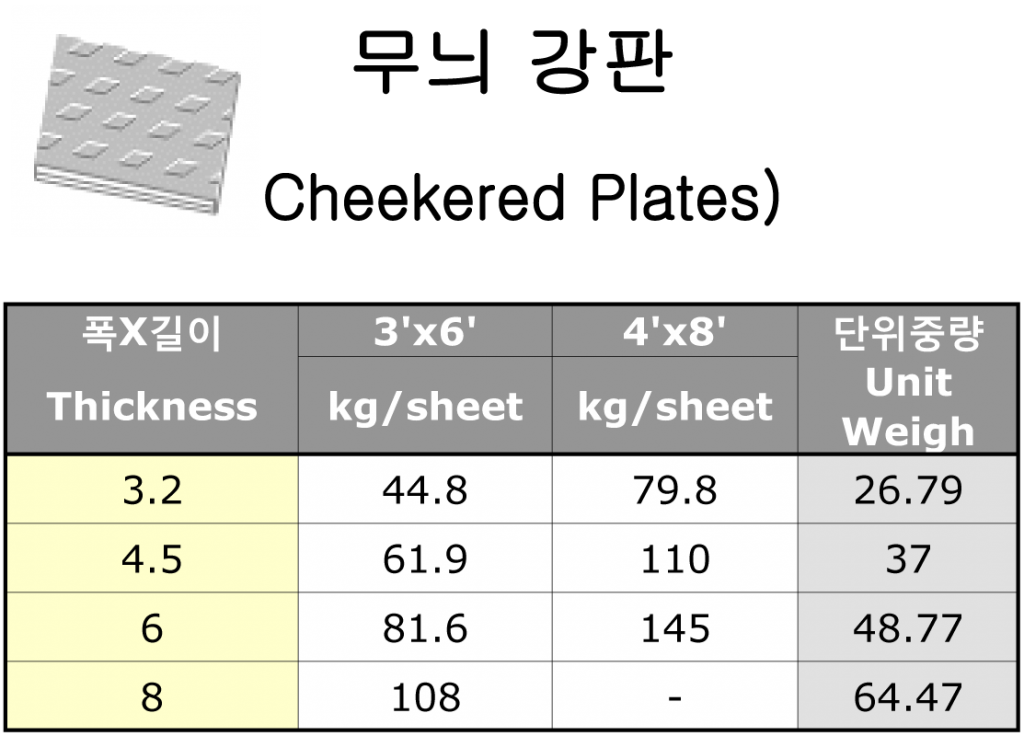 무늬 강판
Cheekered Plates)
폭X길이 3'x6' 4'x8' 단위중량
Thickness kg/sheet kg/sheet Unit Weigh
3.2 44.8 79.8 26.79
4.5 61.9 110 37
6 81.6 145 48.77
8 108 - 64.47